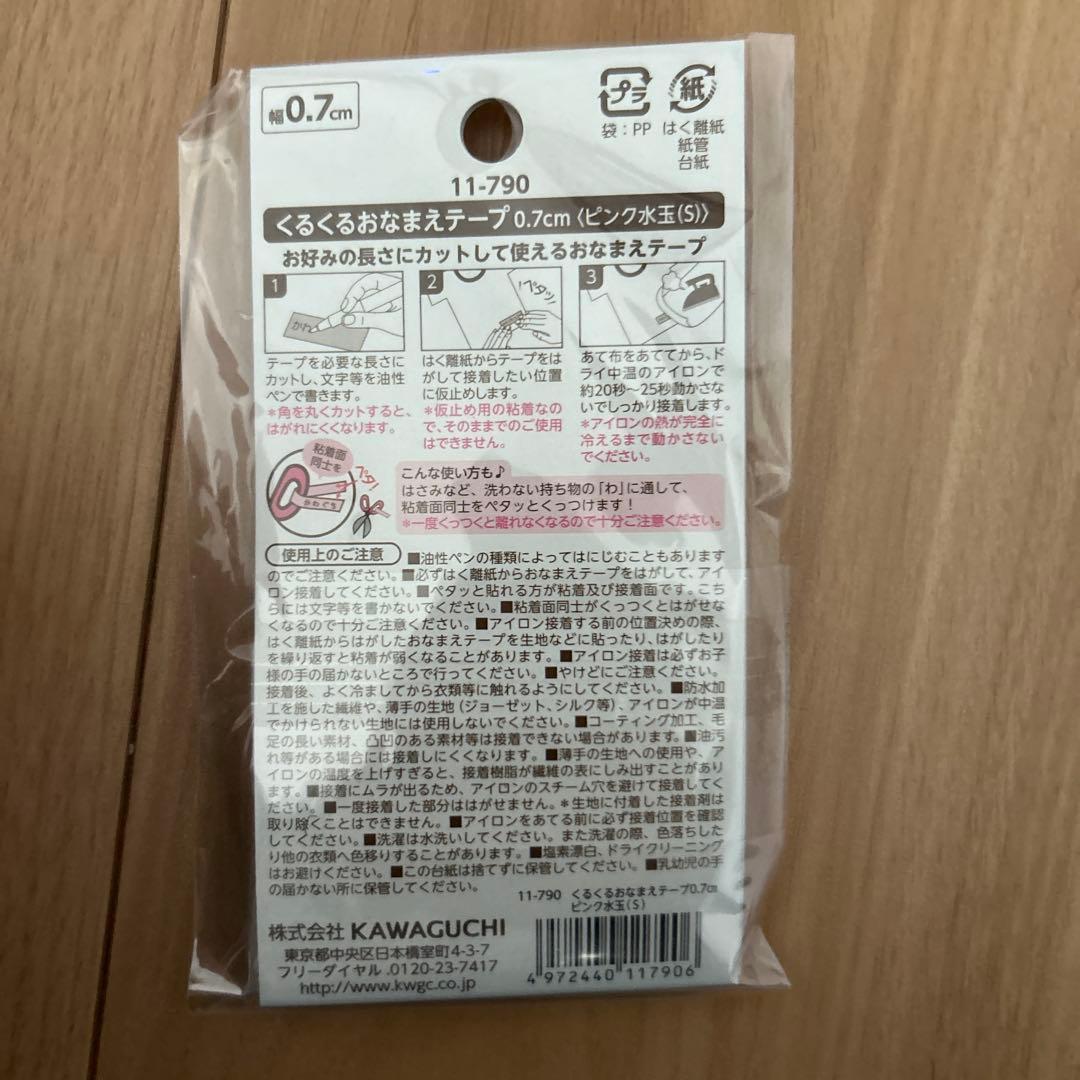 幅0.7cm
プラ
紙
袋：PP
はく離紙
紙管
台紙
11-790
くるくるおなまえテープ 0.7cm〈ピンク水玉(S)〉
お好みの長さにカットして使えるおなまえテープ
1
テープを必要な長さに
カットし、文字等を油性
ペンで書きます。
＊角を丸くカットすると、
はがれにくくなります。
2
ペタッ
はく離紙からテープをは
がして接着したい位置
に仮止めします。
＊仮止め用の粘着なの
で、そのままでのご使用
はできません。
3
あて布をあててから、ド
ライ中温のアイロンで
約20秒～25秒動かさな
いでしっかり接着します。
＊アイロンの熱が完全に
冷えるまで動かさない
でください。
粘着面
同士を
ペタ！
かわぐち
こんな使い方も♪
はさみなど、洗わない持ち物の「わ」に通して、
粘着面同士をペタッとくっつけます！
＊一度くっつくと離れなくなるので十分ご注意ください。
使用上のご注意 ■油性ペンの種類によってはにじむこともあります
のでご注意ください。■必ずはく離紙からおなまえテープをはがして、アイ
ロン接着してください。■ペタッと貼れる方が粘着及び接着面です。こち
らには文字等を書かないでください。■粘着面同士がくっつくとはがせな
くなるので十分ご注意ください。■アイロン接着する前の位置決めの際、
はく離紙からはがしたおなまえテープを生地などに貼ったり、はがしたり
を繰り返すと粘着が弱くなることがあります。■アイロン接着は必ずお子
様の手の届かないところで行ってください。■やけどにご注意ください。
接着後、よく冷ましてから衣類等に触れるようにしてください。■防水加
工を施した繊維や、薄手の生地（ジョーゼット、シルク等）、アイロンが中温
でかけられない生地には使用しないでください。■コーティング加工、毛
足の長い素材、凸凹のある素材等は接着できない場合があります。■油汚
れ等がある場合には接着しにくくなります。■薄手の生地への使用や、ア
イロンの温度を上げすぎると、接着樹脂が繊維の表にしみ出すことがあり
ます。■接着にムラが出るため、アイロンのスチーム穴を避けて接着してく
ださい。■一度接着した部分ははがせません。＊生地に付着した接着剤は
取り除くことはできません。■アイロンをあてる前に必ず接着位置を確認
してください。■洗濯は水洗いしてください。また洗濯の際、色落ちした
り他の衣類へ色移りすることがあります。■塩素漂白、ドライクリーニング
はお避けください。■この台紙は捨てずに保管してください。■乳幼児の手
の届かない所に保管してください。
11-790 くるくるおなまえテープ0.7cm
ピンク水玉(S)
株式会社 KAWAGUCHI
東京都中央区日本橋室町4-3-7
フリーダイヤル.0120-23-7417
http://www.kwgc.co.jp
4 972440 117906